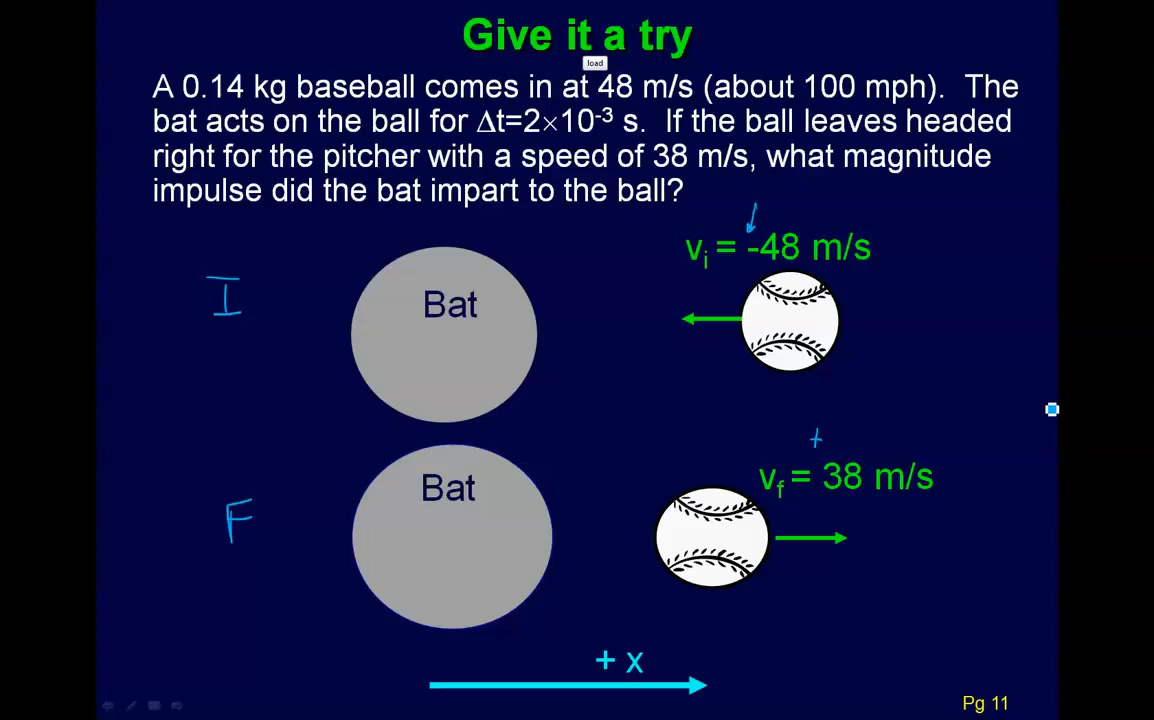 Give it a try
load
A 0.14 kg baseball comes in at 48 m/s (about 100 mph). The
bat acts on the ball for Δt=2×10⁻³ s. If the ball leaves headed
right for the pitcher with a speed of 38 m/s, what magnitude
impulse did the bat impart to the ball?
vᵢ = -48 m/s
I
Bat
+
v_f = 38 m/s
Bat
F
+ x
Pg 11